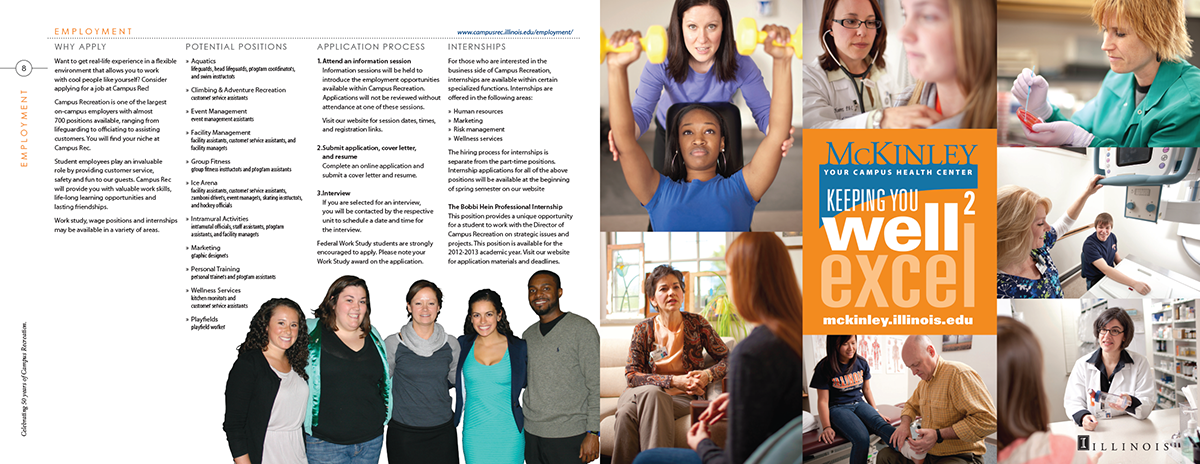 8
EMPLOYMENT
Celebrating 50 years of Campus Recreation.
EMPLOYMENT
www.campusrec.illinois.edu/employment/
WHY APPLY
Want to get real-life experience in a flexible
environment that allows you to work
with cool people like yourself? Consider
applying for a job at Campus Rec!
Campus Recreation is one of the largest
on-campus employers with almost
700 positions available, ranging from
lifeguarding to officiating to assisting
customers. You will find your niche at
Campus Rec.
Student employees play an invaluable
role by providing customer service,
safety and fun to our guests. Campus Rec
will provide you with valuable work skills,
life-long learning opportunities and
lasting friendships.
Work study, wage positions and internships
may be available in a variety of areas.
POTENTIAL POSITIONS
» Aquatics
lifeguards, head lifeguards, program coordinators,
and swim instructors
» Climbing & Adventure Recreation
customer service assistants
» Event Management
event management assistants
» Facility Management
facility assistants, customer service assistants, and
facility managers
» Group Fitness
group fitness instructors and program assistants
» Ice Arena
facility assistants, customer service assistants,
zamboni drivers, event managers, skating instructors,
and hockey officials
» Intramural Activities
intramural officials, staff assistants, program
assistants, and facility managers
» Marketing
graphic designers
» Personal Training
personal trainers and program assistants
» Wellness Services
kitchen monitors and
customer service assistants
» Playfields
playfield worker
APPLICATION PROCESS
1. Attend an information session
Information sessions will be held to
introduce the employment opportunities
available within Campus Recreation.
Applications will not be reviewed without
attendance at one of these sessions.
Visit our website for session dates, times,
and registration links.
2.Submit application, cover letter,
and resume
Complete an online application and
submit a cover letter and resume.
3.Interview
If you are selected for an interview,
you will be contacted by the respective
unit to schedule a date and time for
the interview.
Federal Work Study students are strongly
encouraged to apply. Please note your
Work Study award on the application.
INTERNSHIPS
For those who are interested in the
business side of Campus Recreation,
internships are available within certain
specialized functions. Internships are
offered in the following areas:
» Human resources
» Marketing
» Risk management
» Wellness services
The hiring process for internships is
separate from the part-time positions.
Internship applications for all of the above
positions will be available at the beginning
of spring semester on our website
The Bobbi Hein Professional Internship
This position provides a unique opportunity
for a student to work with the Director of
Campus Recreation on strategic issues and
projects. This position is available for the
2012-2013 academic year. Visit our website
for application materials and deadlines.
McKINLEY
YOUR CAMPUS HEALTH CENTER
KEEPING YOU
well 2
excel
mckinley.illinois.edu
ILLINOIS
I ILLINOIS